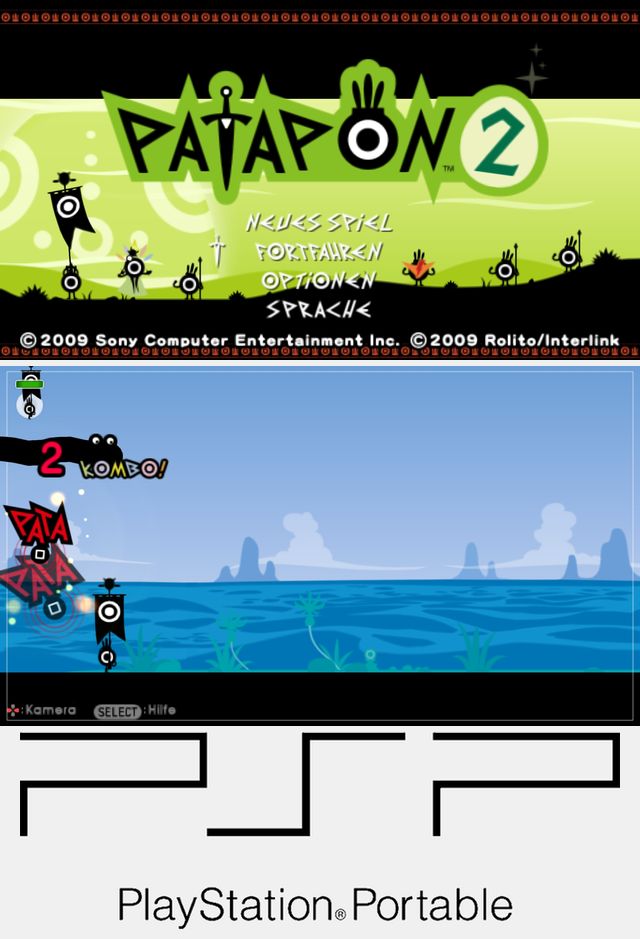 PATAPON™ 2
NEUES SPIEL
FORTFAHREN
OPTIONEN
SPRACHE
©2009 Sony Computer Entertainment Inc. ©2009 Rolito/Interlink
2 KOMBO!
PATA
PATA
:Kamera SELECT:Hilfe
PSP
PlayStation®Portable